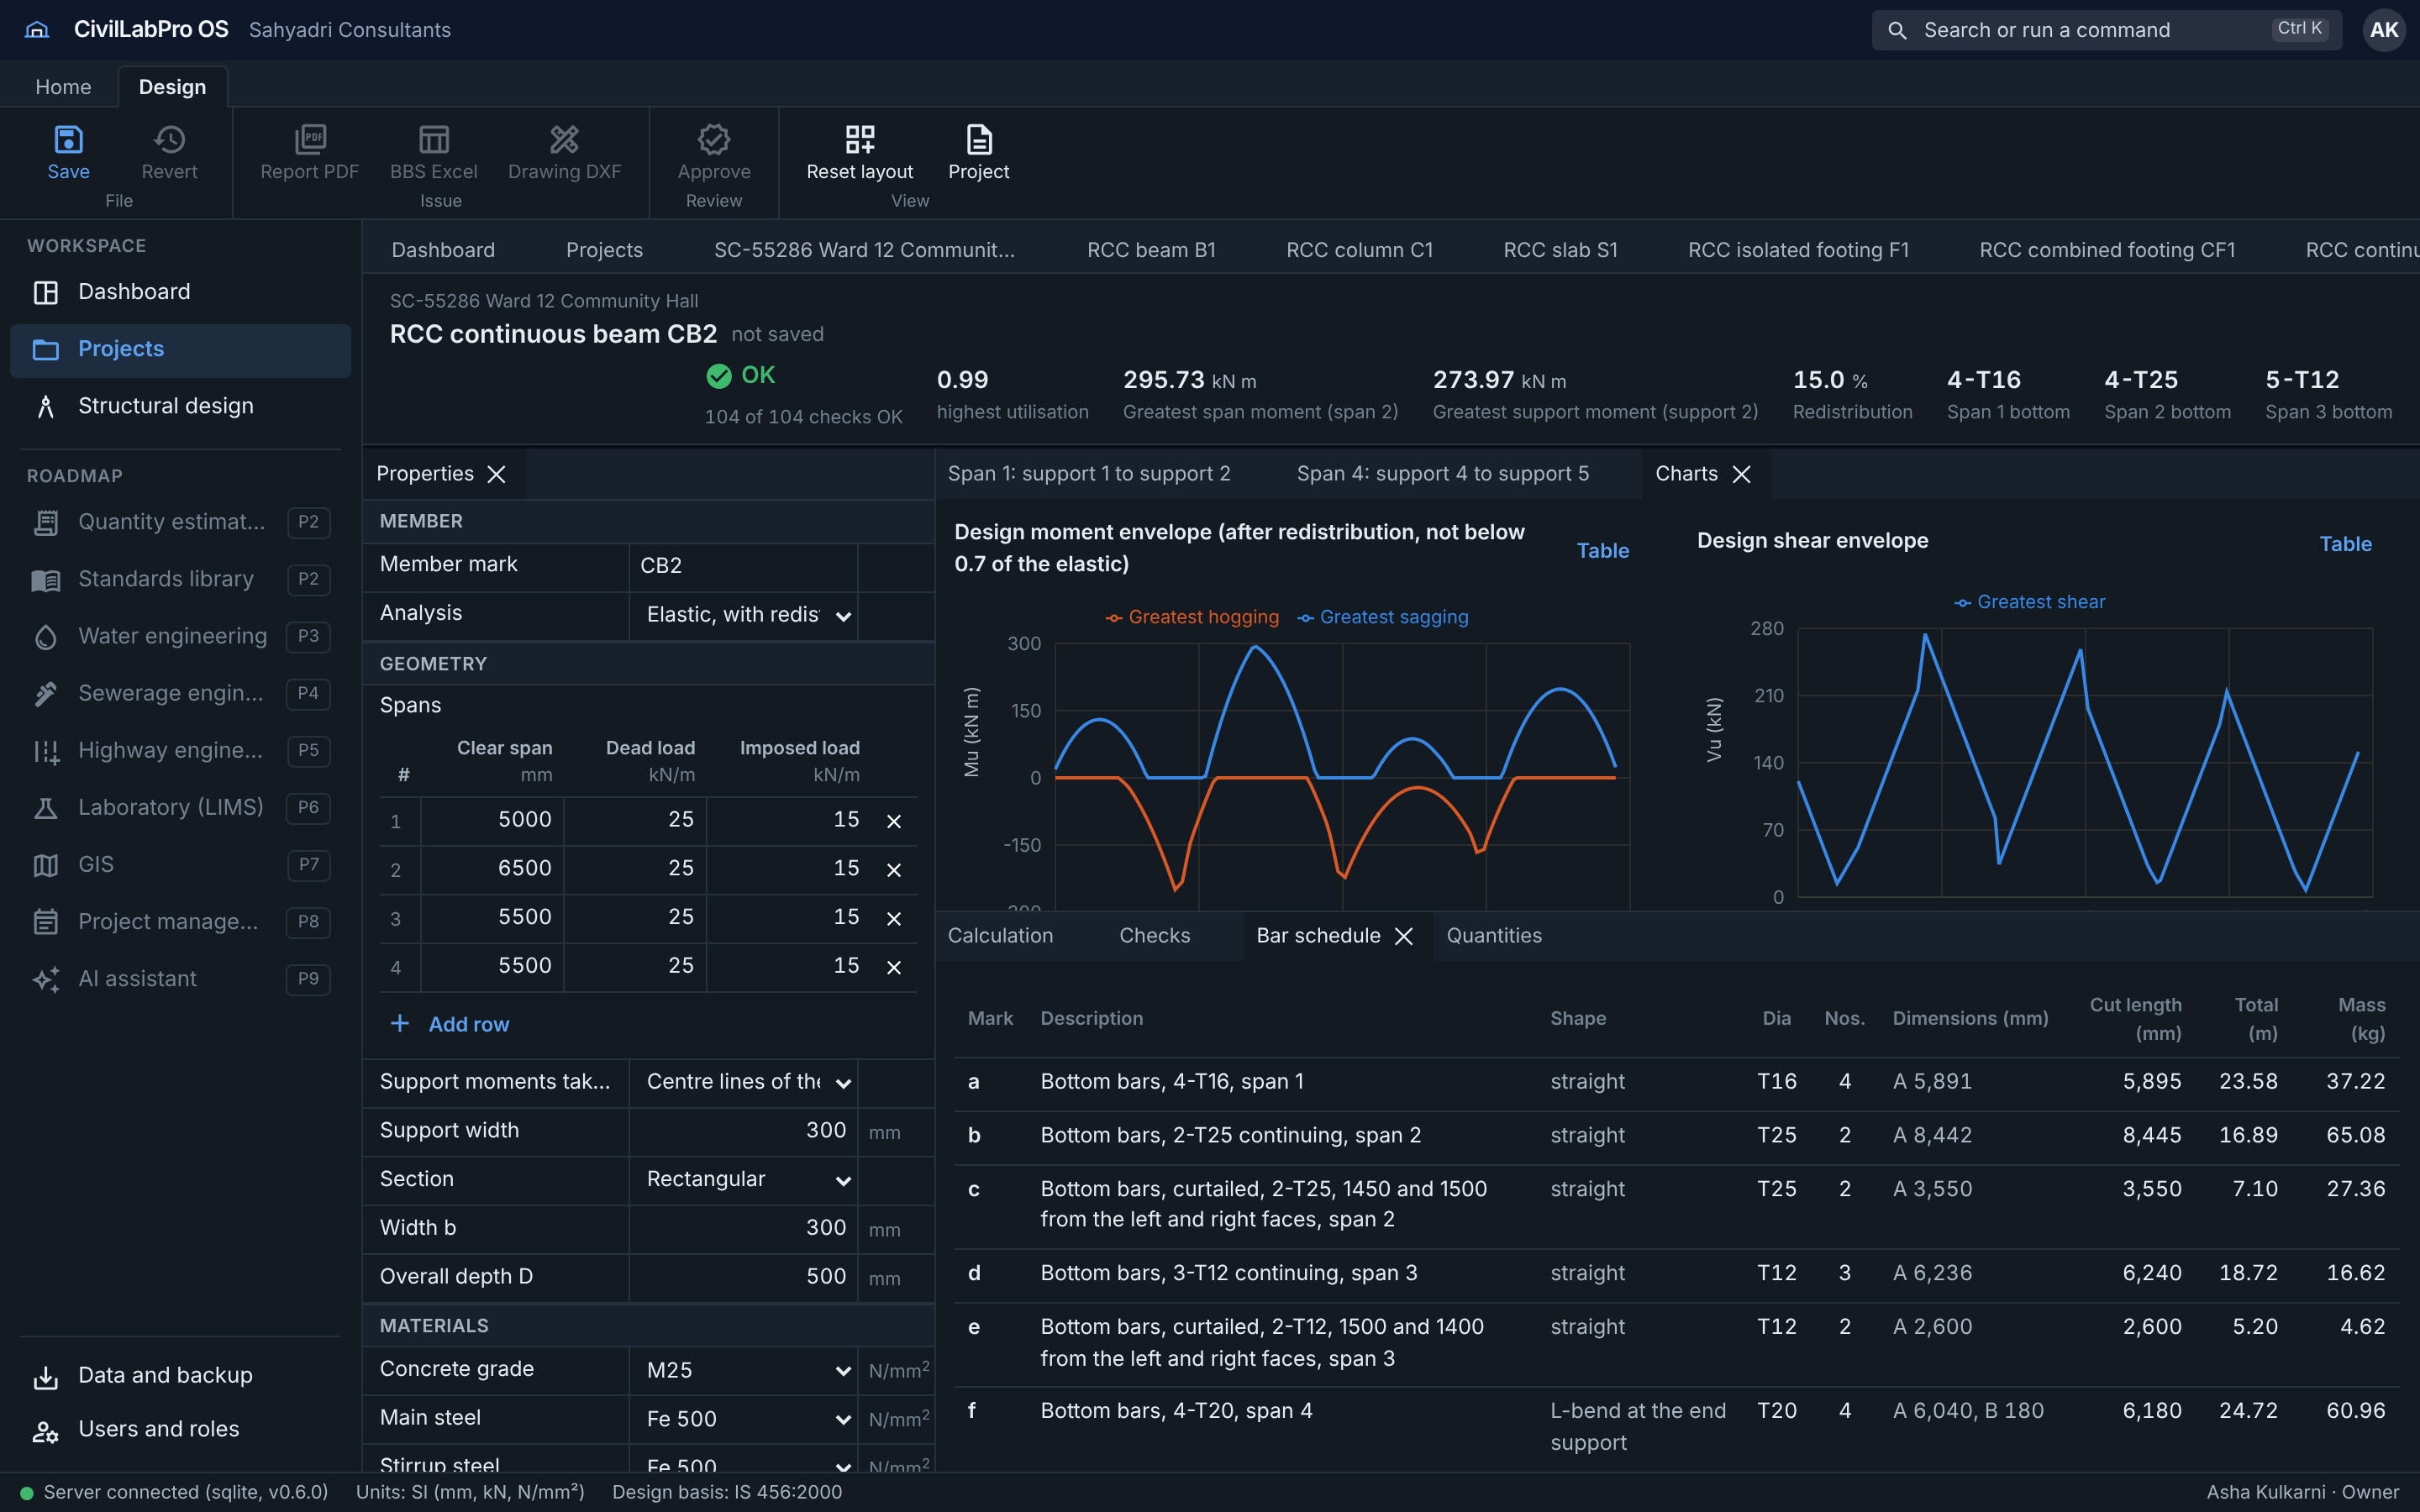 CivilLabPro OS
Sahyadri Consultants
Search or run a command
Ctrl K
AK
Home
Design
Save
Revert
File
Report PDF
BBS Excel
Drawing DXF
Issue
Approve
Review
Reset layout
Project
View
WORKSPACE
Dashboard
Projects
Structural design
ROADMAP
Quantity estimat... P2
Standards library P2
Water engineering P3
Sewerage engin... P4
Highway engine... P5
Laboratory (LIMS) P6
GIS P7
Project manage... P8
AI assistant P9
Data and backup
Users and roles
Dashboard
Projects
SC-55286 Ward 12 Communit...
RCC beam B1
RCC column C1
RCC slab S1
RCC isolated footing F1
RCC combined footing CF1
RCC continu
SC-55286 Ward 12 Community Hall
RCC continuous beam CB2 not saved
OK
104 of 104 checks OK
0.99
highest utilisation
295.73 kN m
Greatest span moment (span 2)
273.97 kN m
Greatest support moment (support 2)
15.0 %
Redistribution
4-T16
Span 1 bottom
4-T25
Span 2 bottom
5-T12
Span 3 bottom
Properties
MEMBER
Member mark CB2
Analysis Elastic, with redis
GEOMETRY
Spans
# Clear span mm Dead load kN/m Imposed load kN/m
1 5000 25 15
2 6500 25 15
3 5500 25 15
4 5500 25 15
Add row
Support moments tak... Centre lines of the
Support width 300 mm
Section Rectangular
Width b 300 mm
Overall depth D 500 mm
MATERIALS
Concrete grade M25 N/mm²
Main steel Fe 500 N/mm²
Stirrup steel Fe 500 N/mm²
Span 1: support 1 to support 2
Span 4: support 4 to support 5
Charts
Design moment envelope (after redistribution, not below
0.7 of the elastic)
Table
Greatest hogging
Greatest sagging
Mu (kN m)
300
150
0
-150
Design shear envelope
Table
Greatest shear
Vu (kN)
280
210
140
70
0
Calculation
Checks
Bar schedule
Quantities
Mark Description Shape Dia Nos. Dimensions (mm) Cut length (mm) Total (m) Mass (kg)
a Bottom bars, 4-T16, span 1 straight T16 4 A 5,891 5,895 23.58 37.22
b Bottom bars, 2-T25 continuing, span 2 straight T25 2 A 8,442 8,445 16.89 65.08
c Bottom bars, curtailed, 2-T25, 1450 and 1500 straight T25 2 A 3,550 3,550 7.10 27.36
from the left and right faces, span 2
d Bottom bars, 3-T12 continuing, span 3 straight T12 3 A 6,236 6,240 18.72 16.62
e Bottom bars, curtailed, 2-T12, 1500 and 1400 straight T12 2 A 2,600 2,600 5.20 4.62
from the left and right faces, span 3
f Bottom bars, 4-T20, span 4 L-bend at the end T20 4 A 6,040, B 180 6,180 24.72 60.96
support
Server connected (sqlite, v0.6.0)
Units: SI (mm, kN, N/mm²)
Design basis: IS 456:2000
Asha Kulkarni · Owner